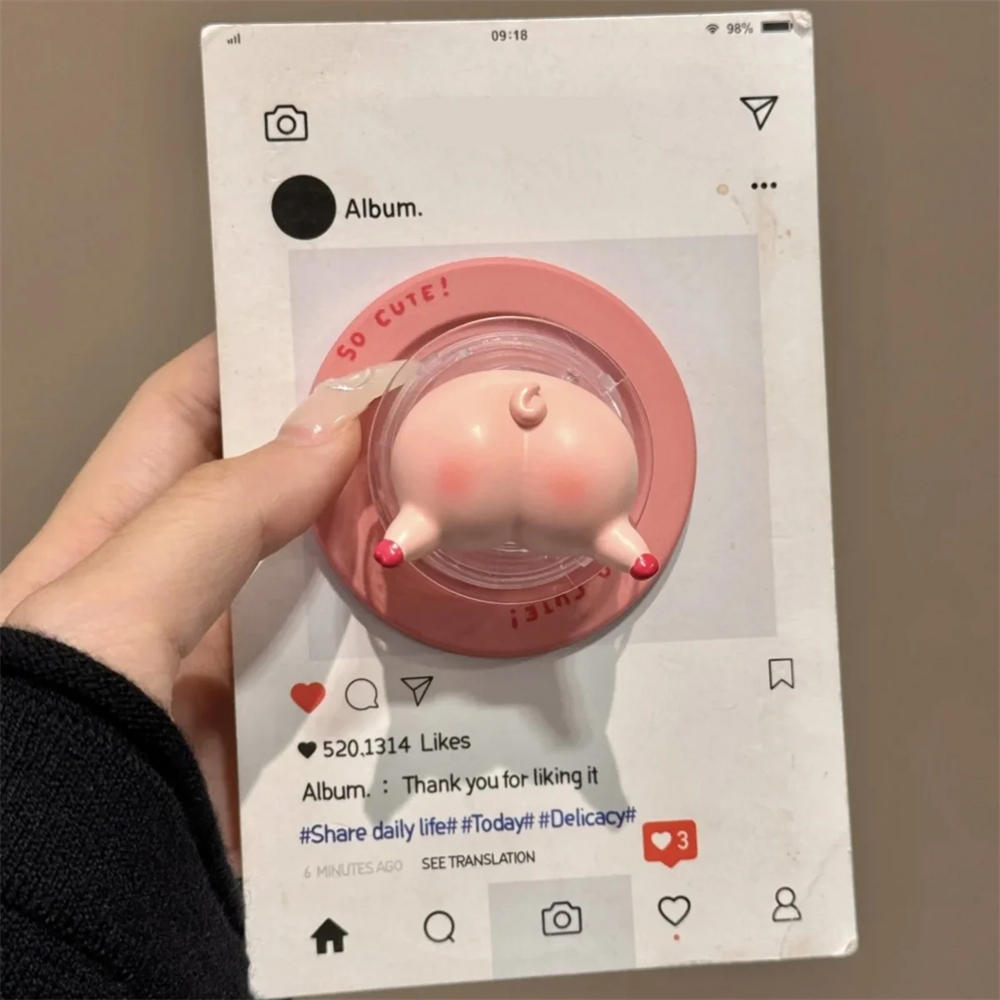 09:18
98%
Album.
SO CUTE!
CUTE!
520,1314 Likes
Album. : Thank you for liking it
#Share daily life# #Today# #Delicacy#
3
6 MINUTES AGO SEE TRANSLATION